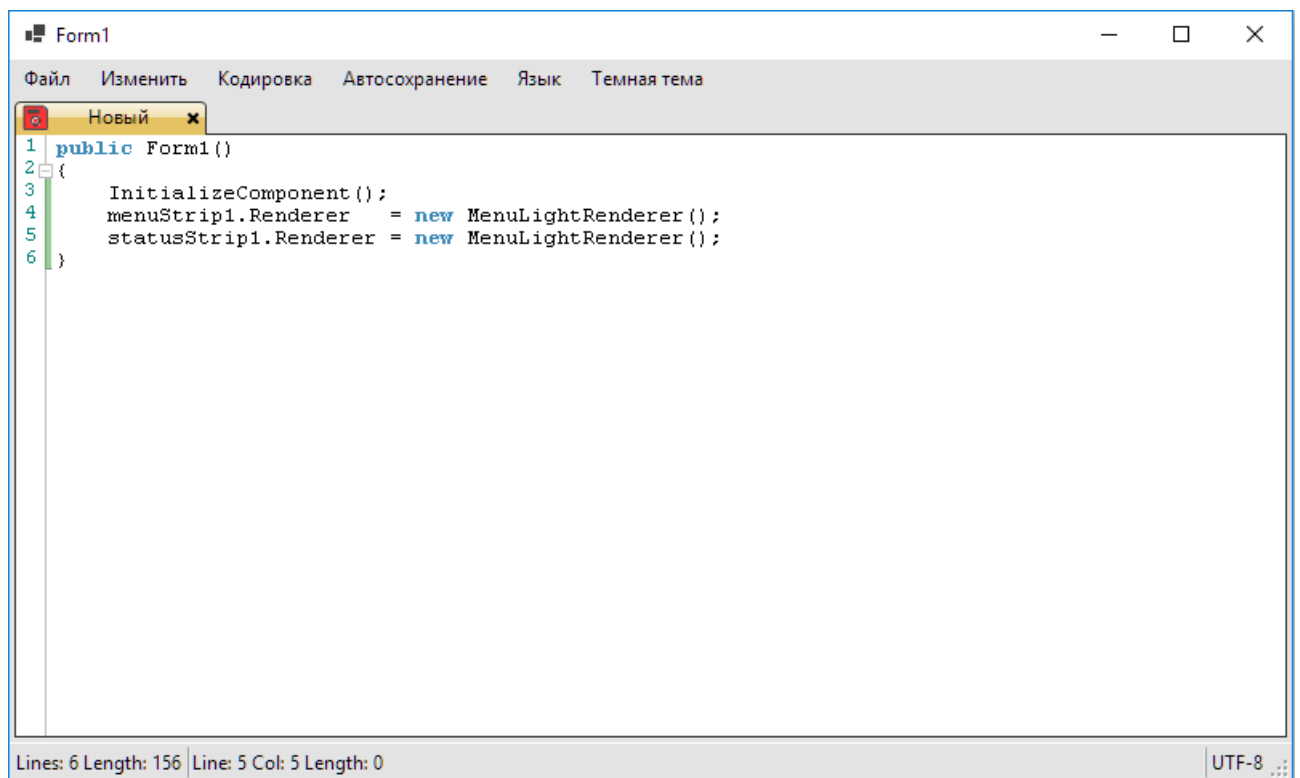 Form1
Файл Изменить Кодировка Автосохранение Язык Темная тема
Новый
1 public Form1()
2 {
3     InitializeComponent();
4     menuStrip1.Renderer   = new MenuLightRenderer();
5     statusStrip1.Renderer = new MenuLightRenderer();
6 }
Lines: 6 Length: 156 Line: 5 Col: 5 Length: 0 UTF-8